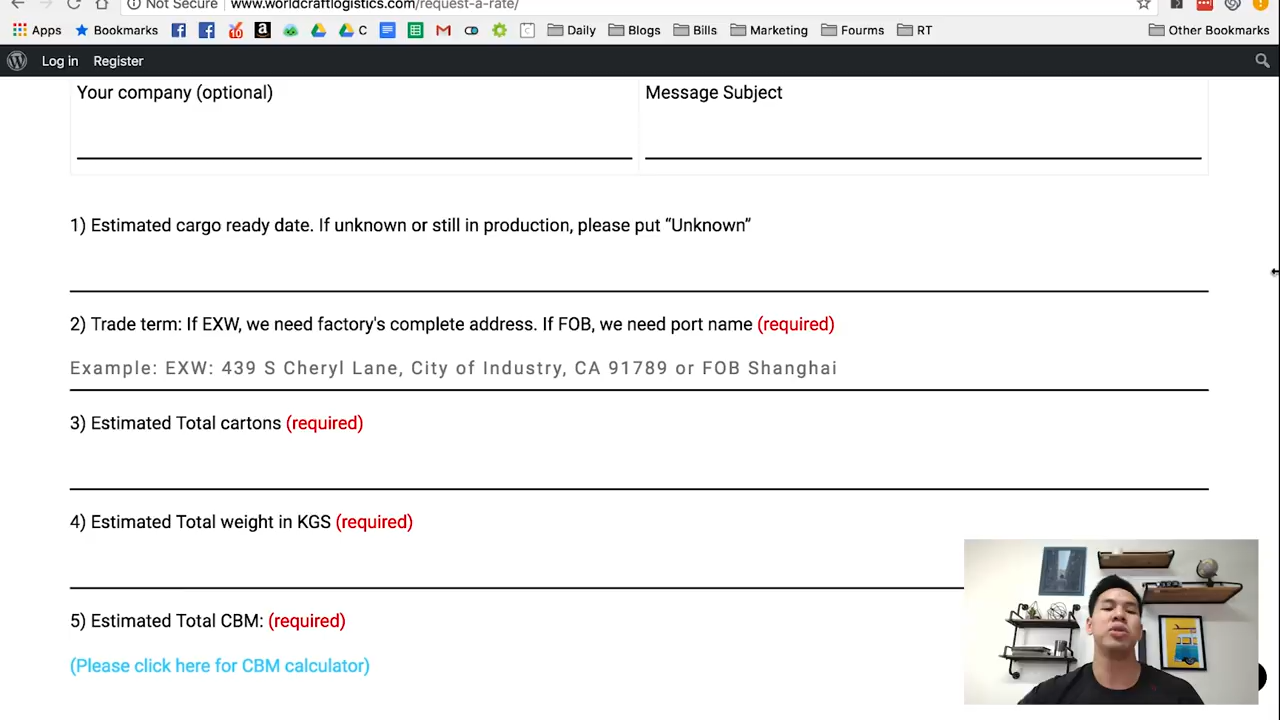 Not Secure
www.worldcraftlogistics.com/request-a-rate/
Apps Bookmarks C Daily Blogs Bills Marketing Fourms RT Other Bookmarks
Log in Register
Your company (optional) Message Subject
1) Estimated cargo ready date. If unknown or still in production, please put “Unknown”
2) Trade term: If EXW, we need factory's complete address. If FOB, we need port name (required)
Example: EXW: 439 S Cheryl Lane, City of Industry, CA 91789 or FOB Shanghai
3) Estimated Total cartons (required)
4) Estimated Total weight in KGS (required)
5) Estimated Total CBM: (required)
(Please click here for CBM calculator)